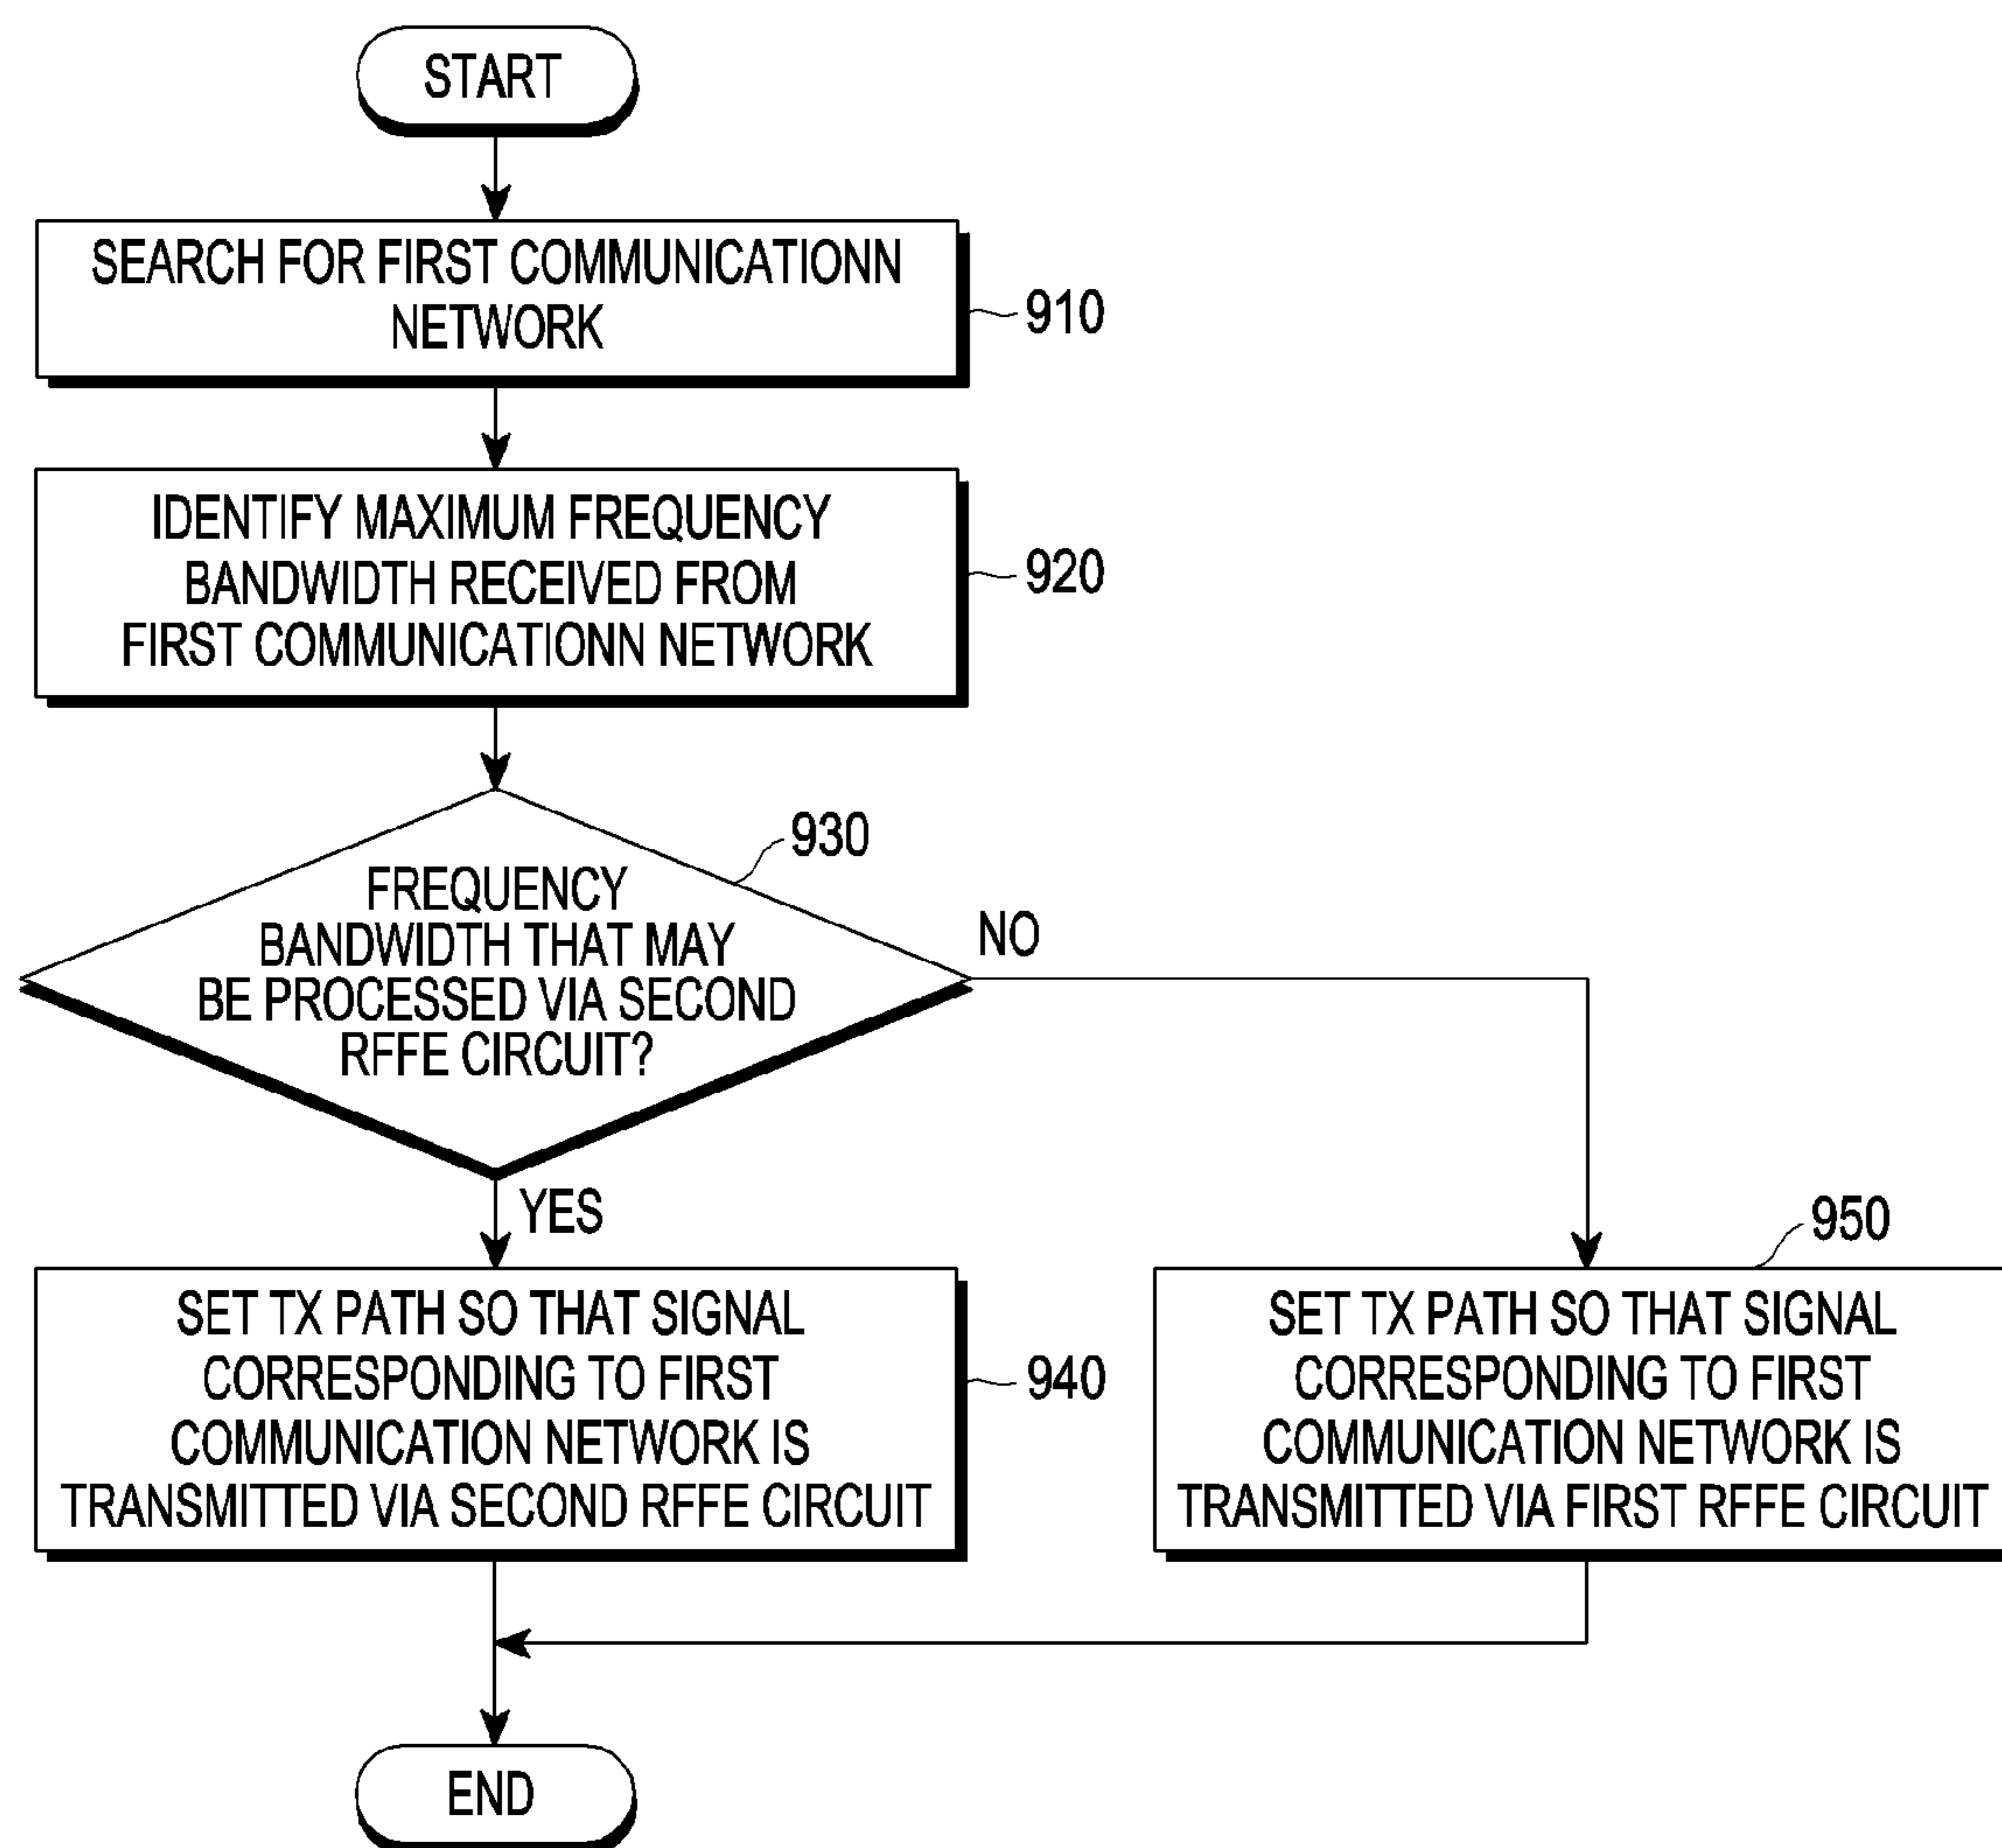 START
SEARCH FOR FIRST COMMUNICATIONN
NETWORK
910
IDENTIFY MAXIMUM FREQUENCY
BANDWIDTH RECEIVED FROM
FIRST COMMUNICATIONN NETWORK
920
930
FREQUENCY
BANDWIDTH THAT MAY
BE PROCESSED VIA SECOND
RFFE CIRCUIT?
NO
YES
SET TX PATH SO THAT SIGNAL
CORRESPONDING TO FIRST
COMMUNICATION NETWORK IS
TRANSMITTED VIA SECOND RFFE CIRCUIT
940
950
SET TX PATH SO THAT SIGNAL
CORRESPONDING TO FIRST
COMMUNICATION NETWORK IS
TRANSMITTED VIA FIRST RFFE CIRCUIT
END